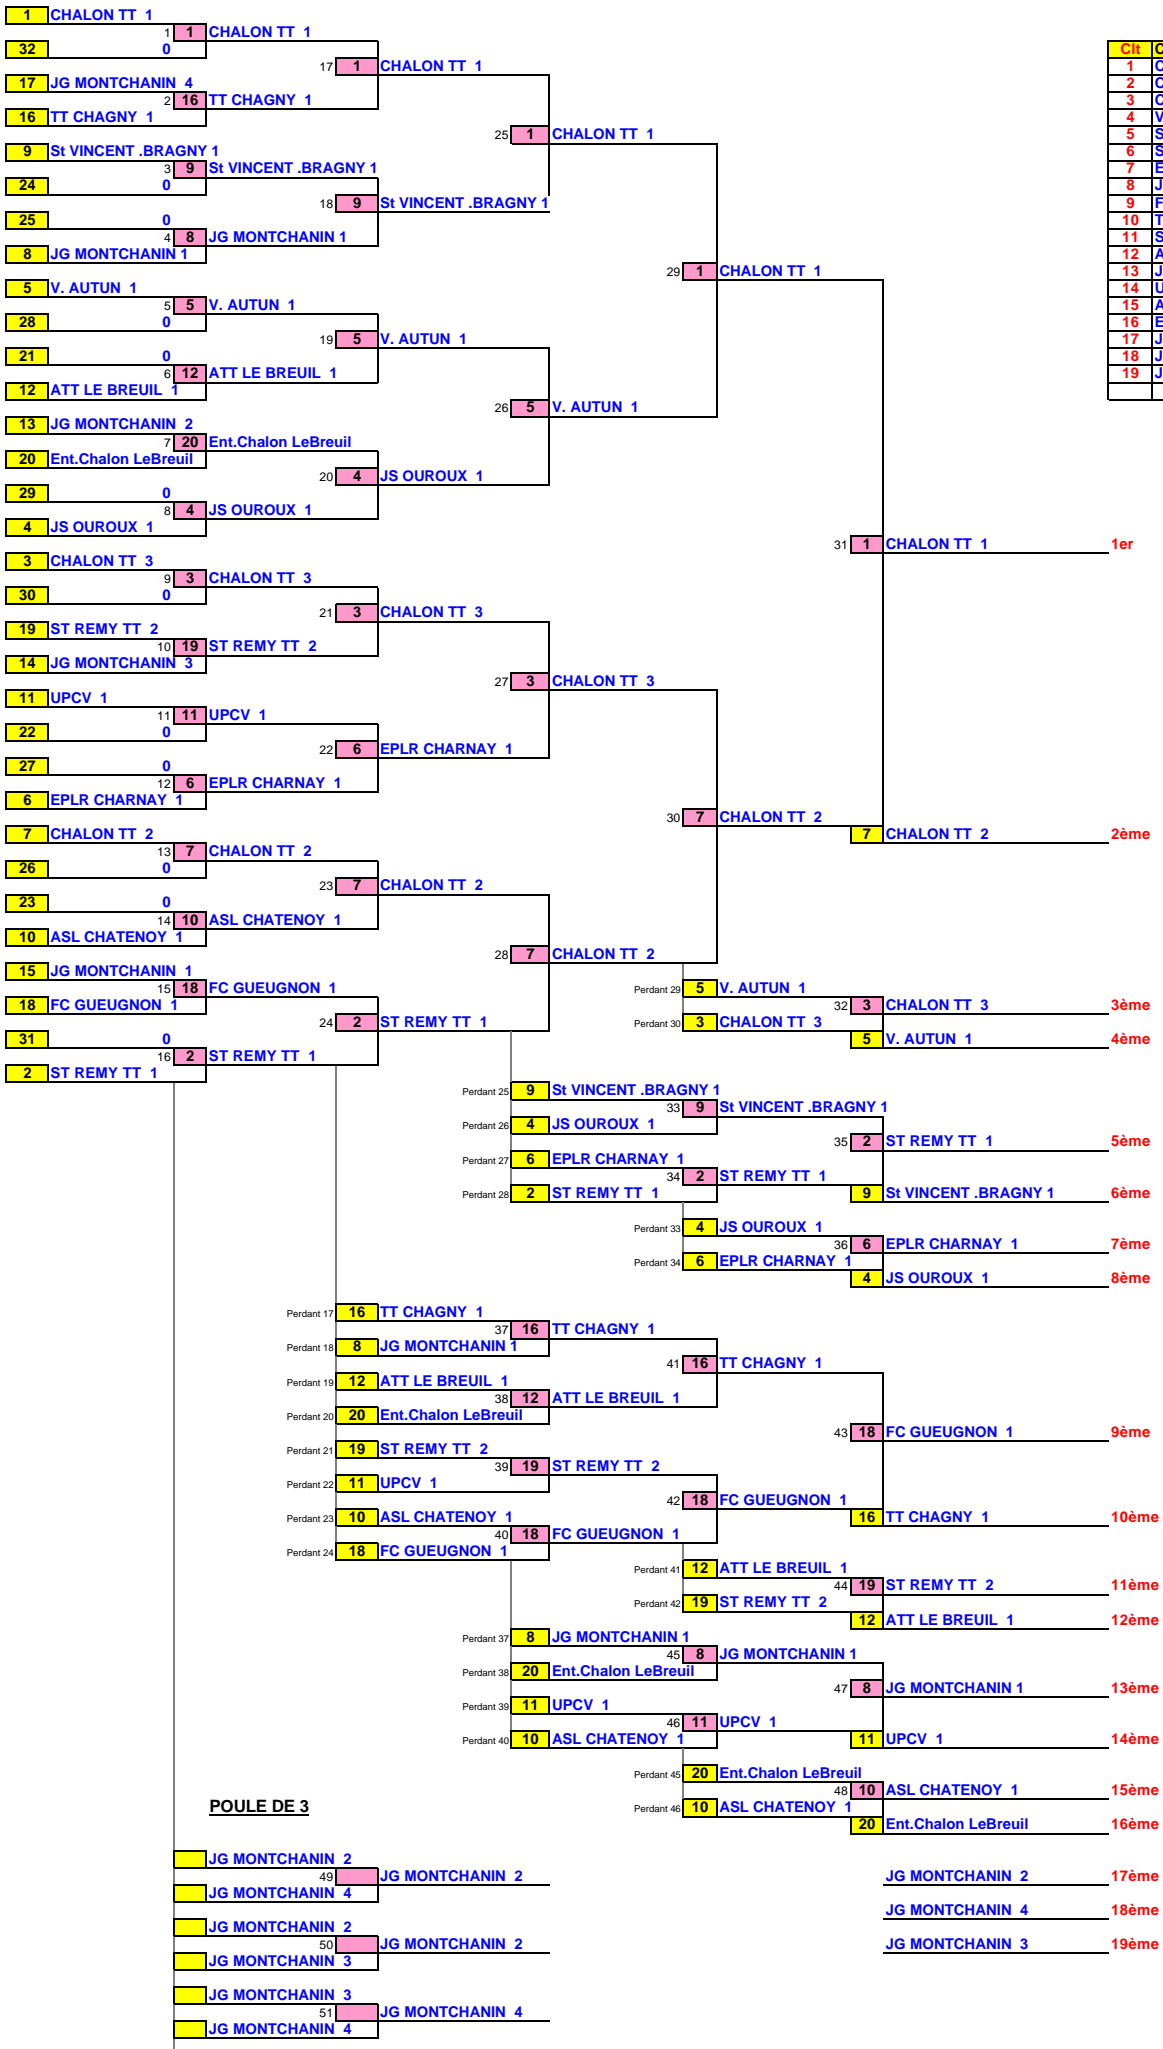 1 CHALON TT 1
1 1 CHALON TT 1
32 0
17 1 CHALON TT 1
17 JG MONTCHANIN 4
2 16 TT CHAGNY 1
16 TT CHAGNY 1
25 1 CHALON TT 1
9 St VINCENT .BRAGNY 1
3 9 St VINCENT .BRAGNY 1
24 0
18 9 St VINCENT .BRAGNY 1
25 0
4 8 JG MONTCHANIN 1
8 JG MONTCHANIN 1
29 1 CHALON TT 1
5 V. AUTUN 1
5 5 V. AUTUN 1
28 0
19 5 V. AUTUN 1
21 0
6 12 ATT LE BREUIL 1
12 ATT LE BREUIL 1
26 5 V. AUTUN 1
13 JG MONTCHANIN 2
7 20 Ent.Chalon LeBreuil
20 Ent.Chalon LeBreuil
20 4 JS OUROUX 1
29 0
8 4 JS OUROUX 1
4 JS OUROUX 1
31 1 CHALON TT 1 1er
3 CHALON TT 3
9 3 CHALON TT 3
30 0
21 3 CHALON TT 3
19 ST REMY TT 2
10 19 ST REMY TT 2
14 JG MONTCHANIN 3
27 3 CHALON TT 3
11 UPCV 1
11 11 UPCV 1
22 0
22 6 EPLR CHARNAY 1
27 0
12 6 EPLR CHARNAY 1
6 EPLR CHARNAY 1
30 7 CHALON TT 2
7 CHALON TT 2 2ème
7 CHALON TT 2
13 7 CHALON TT 2
26 0
23 7 CHALON TT 2
23 0
14 10 ASL CHATENOY 1
10 ASL CHATENOY 1
28 7 CHALON TT 2
15 JG MONTCHANIN 1
15 18 FC GUEUGNON 1
18 FC GUEUGNON 1
24 2 ST REMY TT 1
31 0
16 2 ST REMY TT 1
2 ST REMY TT 1
Perdant 29 5 V. AUTUN 1
32 3 CHALON TT 3 3ème
Perdant 30 3 CHALON TT 3
5 V. AUTUN 1 4ème
Perdant 25 9 St VINCENT .BRAGNY 1
33 9 St VINCENT .BRAGNY 1
Perdant 26 4 JS OUROUX 1
35 2 ST REMY TT 1 5ème
Perdant 27 6 EPLR CHARNAY 1
34 2 ST REMY TT 1
Perdant 28 2 ST REMY TT 1
9 St VINCENT .BRAGNY 1 6ème
Perdant 33 4 JS OUROUX 1
36 6 EPLR CHARNAY 1 7ème
Perdant 34 6 EPLR CHARNAY 1
4 JS OUROUX 1 8ème
Perdant 17 16 TT CHAGNY 1
37 16 TT CHAGNY 1
Perdant 18 8 JG MONTCHANIN 1
41 16 TT CHAGNY 1
Perdant 19 12 ATT LE BREUIL 1
38 12 ATT LE BREUIL 1
Perdant 20 20 Ent.Chalon LeBreuil
43 18 FC GUEUGNON 1 9ème
Perdant 21 19 ST REMY TT 2
39 19 ST REMY TT 2
Perdant 22 11 UPCV 1
42 18 FC GUEUGNON 1
16 TT CHAGNY 1 10ème
Perdant 23 10 ASL CHATENOY 1
40 18 FC GUEUGNON 1
Perdant 24 18 FC GUEUGNON 1
Perdant 41 12 ATT LE BREUIL 1
44 19 ST REMY TT 2 11ème
Perdant 42 19 ST REMY TT 2
12 ATT LE BREUIL 1 12ème
Perdant 37 8 JG MONTCHANIN 1
45 8 JG MONTCHANIN 1
Perdant 38 20 Ent.Chalon LeBreuil
47 8 JG MONTCHANIN 1 13ème
Perdant 39 11 UPCV 1
46 11 UPCV 1
Perdant 40 10 ASL CHATENOY 1
11 UPCV 1 14ème
Perdant 45 20 Ent.Chalon LeBreuil
48 10 ASL CHATENOY 1 15ème
Perdant 46 10 ASL CHATENOY 1
20 Ent.Chalon LeBreuil 16ème
POULE DE 3
JG MONTCHANIN 2
49 JG MONTCHANIN 2
JG MONTCHANIN 4
JG MONTCHANIN 2
50 JG MONTCHANIN 2
JG MONTCHANIN 3
JG MONTCHANIN 3
51 JG MONTCHANIN 4
JG MONTCHANIN 4
JG MONTCHANIN 2 17ème
JG MONTCHANIN 4 18ème
JG MONTCHANIN 3 19ème
Clt
1
2
3
4
5
6
7
8
9
10
11
12
13
14
15
16
17
18
19